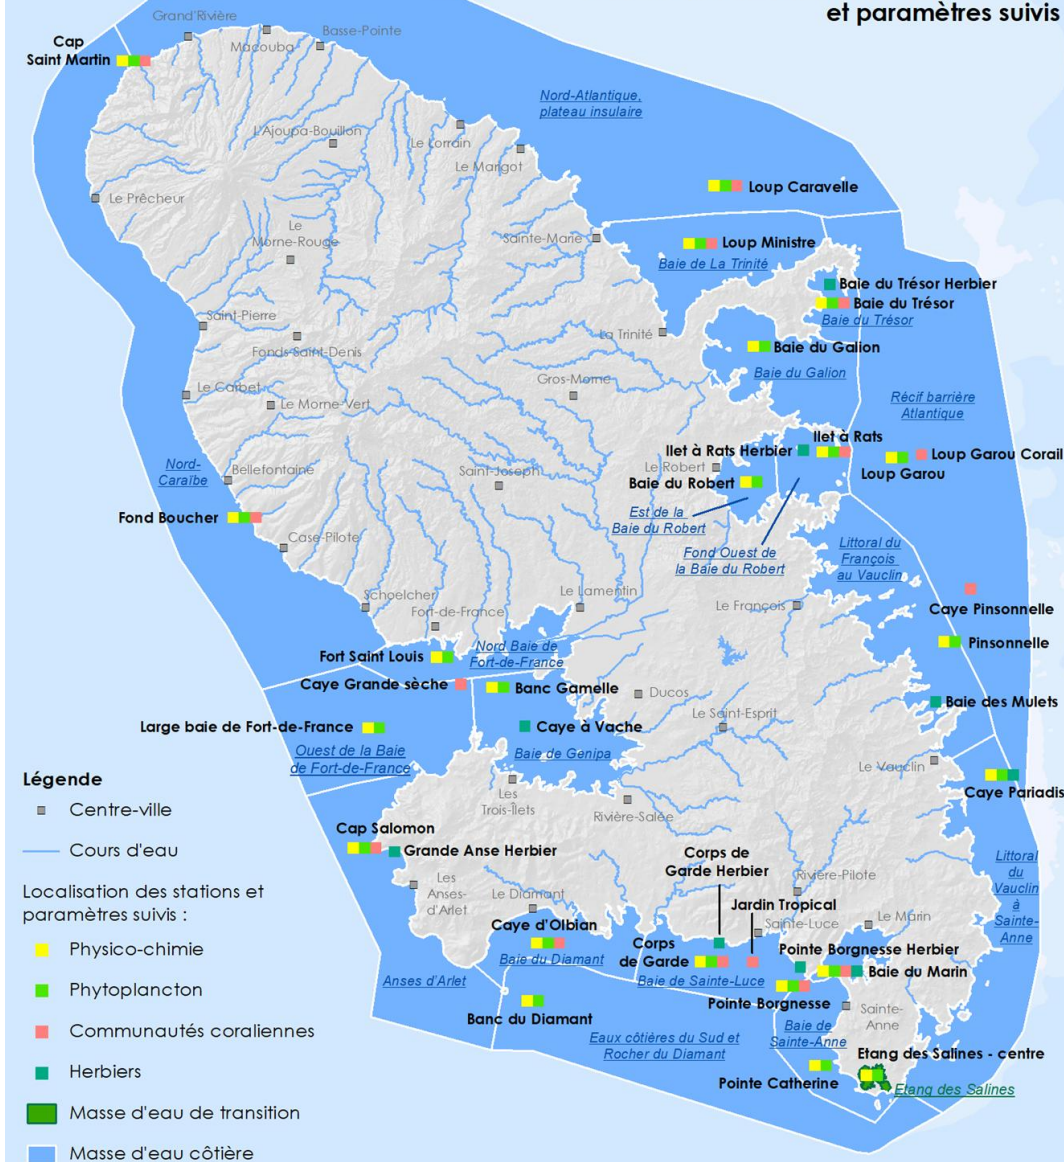 et paramètres suivis
Grand'Rivière
Cap
Saint Martin
Macouba
Basse-Pointe
Nord-Atlantique,
plateau insulaire
L'Ajoupa-Bouillon
Le Lorrain
Le Marigot
Loup Caravelle
Le Prêcheur
Le
Morne-Rouge
Sainte-Marie
Loup Ministre
Baie de La Trinité
Baie du Trésor Herbier
Baie du Trésor
Baie du Trésor
Saint-Pierre
Fonds-Saint-Denis
La Trinité
Baie du Galion
Baie du Galion
Le Carbet
Le Morne-Vert
Gros-Morne
Récif barrière
Atlantique
Ilet à Rats
Ilet à Rats Herbier
Loup Garou Corail
Loup Garou
Nord-
Caraïbe
Bellefontaine
Saint-Joseph
Le Robert
Baie du Robert
Est de la
Baie du Robert
Fond Boucher
Case-Pilote
Fond Ouest de
la Baie du Robert
Littoral du
François
au Vauclin
Schoelcher
Fort-de-France
Le Lamentin
Le François
Caye Pinsonnelle
Pinsonnelle
Fort Saint Louis
Nord Baie de
Fort-de-France
Caye Grande sèche
Banc Gamelle
Ducos
Baie des Mulets
Large baie de Fort-de-France
Caye à Vache
Le Saint-Esprit
Ouest de la Baie
de Fort-de-France
Baie de Génipa
Le Vauclin
Caye Pariadis
Légende
Centre-ville
Cours d'eau
Localisation des stations et
paramètres suivis :
Physico-chimie
Phytoplancton
Communautés coraliennes
Herbiers
Masse d'eau de transition
Masse d'eau côtière
Les
Trois-Îlets
Rivière-Salée
Cap Salomon
Grande Anse Herbier
Corps de
Garde Herbier
Littoral
du
Vauclin
à
Sainte-
Anne
Les
Anses-
d'Arlet
Le Diamant
Rivière-Pilote
Jardin Tropical
Caye d'Olbian
Baie du Diamant
Sainte-Luce
Le Marin
Corps
de Garde
Baie de Sainte-Luce
Pointe Borgnesse Herbier
Baie du Marin
Anses d'Arlet
Pointe Borgnesse
Banc du Diamant
Eaux côtières du Sud et
Rocher du Diamant
Baie de
Sainte-Anne
Sainte-
Anne
Etang des Salines - centre
Pointe Catherine
Etang des Salines